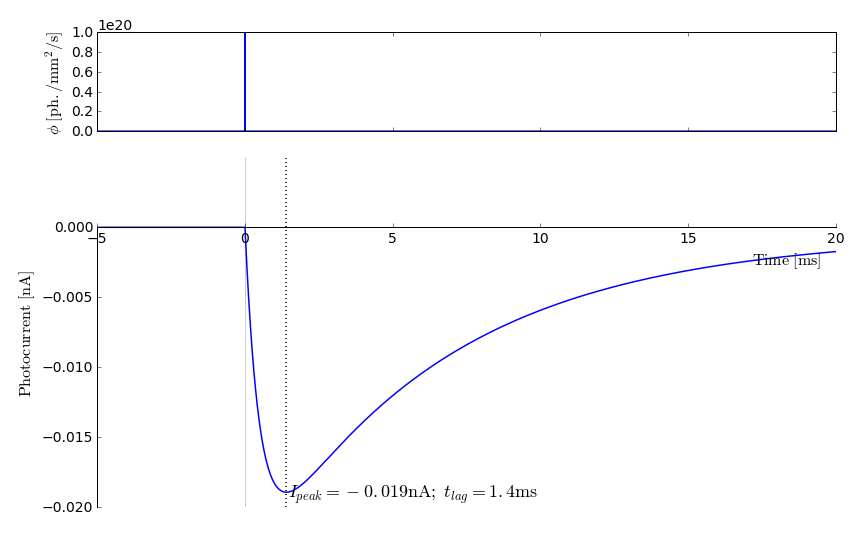 1e20
1.0
0.8
0.6
0.4
0.2
0.0
ϕ [ph./mm²/s]
0.000
−0.005
−0.010
−0.015
−0.020
Photocurrent [nA]
−5 0 5 10 15 20
Time [ms]
I_peak = −0.019nA; t_lag = 1.4ms